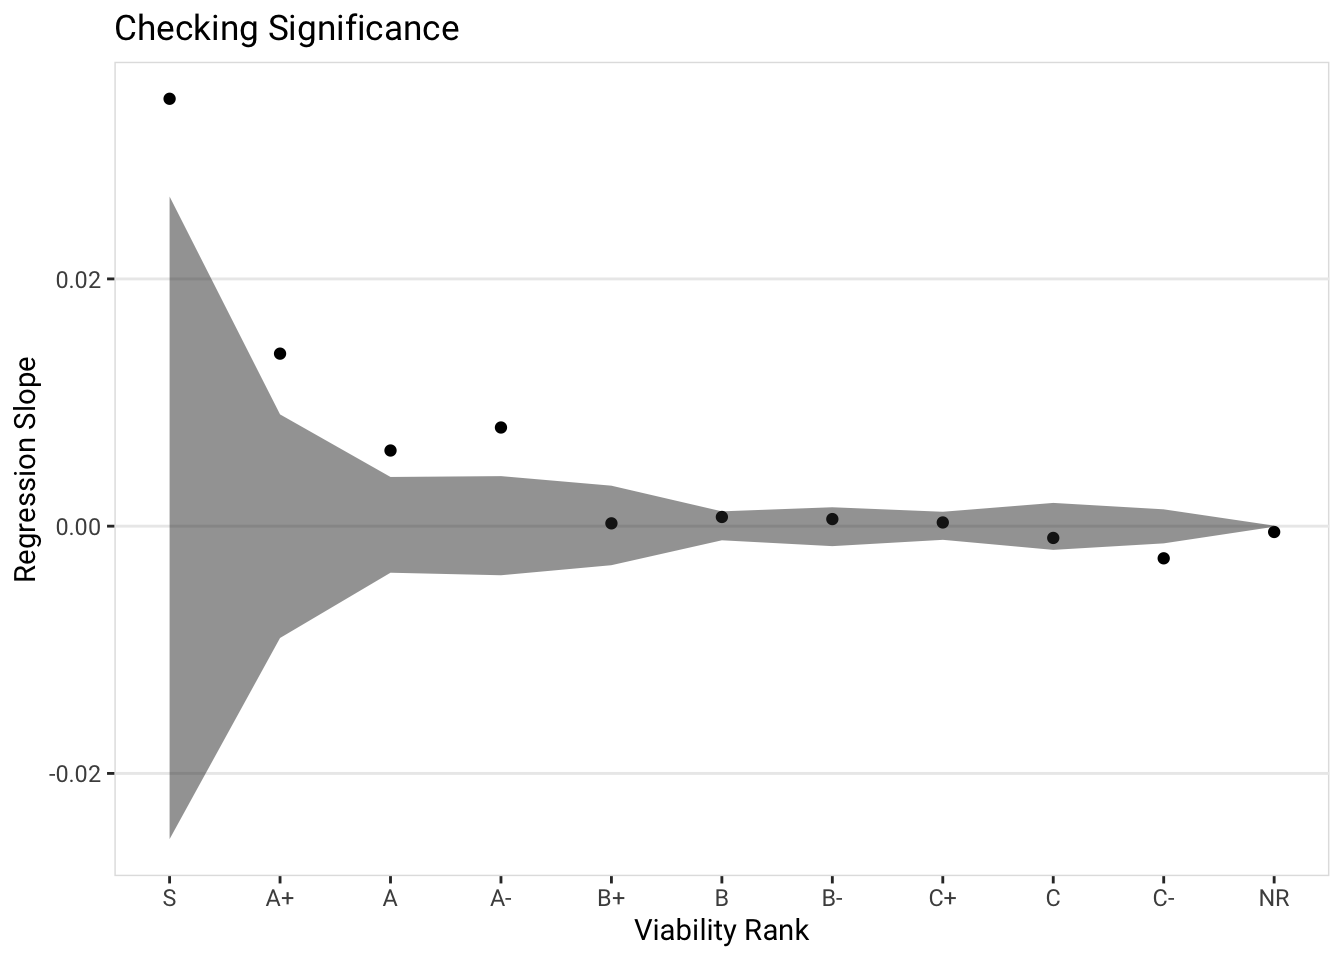 Checking Significance
Regression Slope
0.02
0.00
-0.02
S A+ A A- B+ B B- C+ C C- NR
Viability Rank